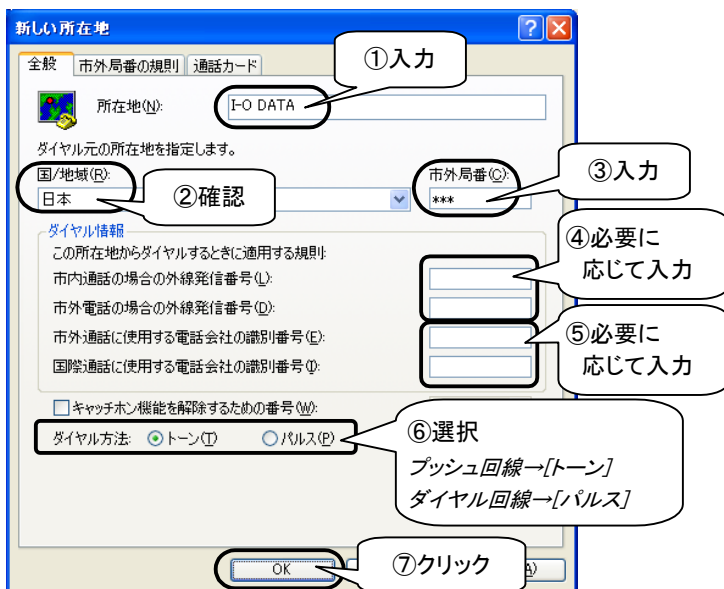 新しい所在地
全般 市外局番の規則 通話カード
①入力
所在地(N): I-O DATA
ダイヤル元の所在地を指定します。
国/地域(R): 市外局番(C):
③入力
日本 ***
②確認
ダイヤル情報
この所在地からダイヤルするときに適用する規則:
④必要に
応じて入力
市内通話の場合の外線発信番号(L):
市外電話の場合の外線発信番号(D):
市外通話に使用する電話会社の識別番号(E):
⑤必要に
応じて入力
国際通話に使用する電話会社の識別番号(I):
キャッチホン機能を解除するための番号(W):
ダイヤル方法: トーン(T) パルス(P)
⑥選択
プッシュ回線→[トーン]
ダイヤル回線→[パルス]
OK
⑦クリック